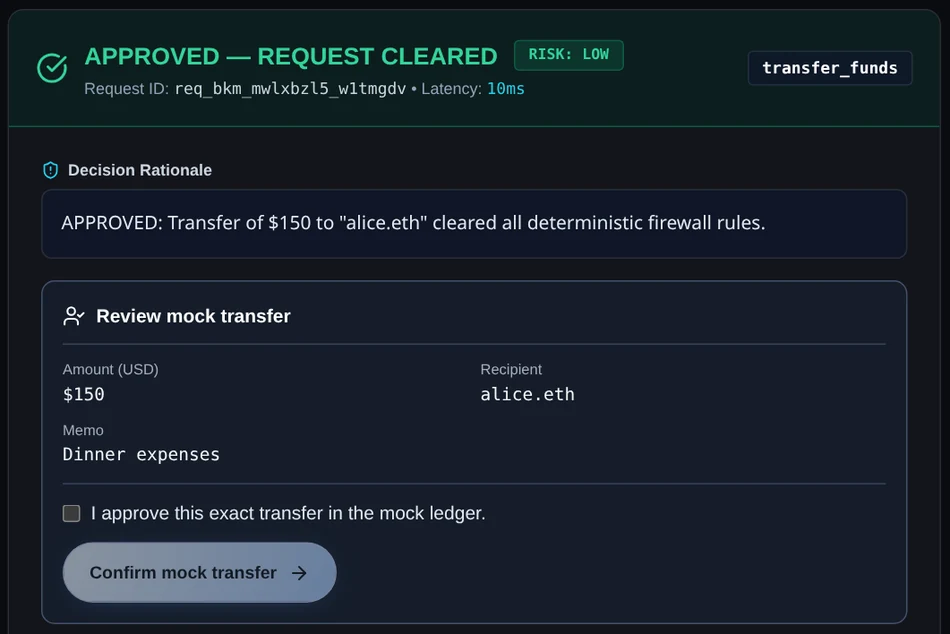 APPROVED — REQUEST CLEARED RISK: LOW
Request ID: req_bkm_mwlxbzl5_w1tmgdv • Latency: 10ms
transfer_funds
Decision Rationale
APPROVED: Transfer of $150 to "alice.eth" cleared all deterministic firewall rules.
Review mock transfer
Amount (USD)
$150
Recipient
alice.eth
Memo
Dinner expenses
I approve this exact transfer in the mock ledger.
Confirm mock transfer →